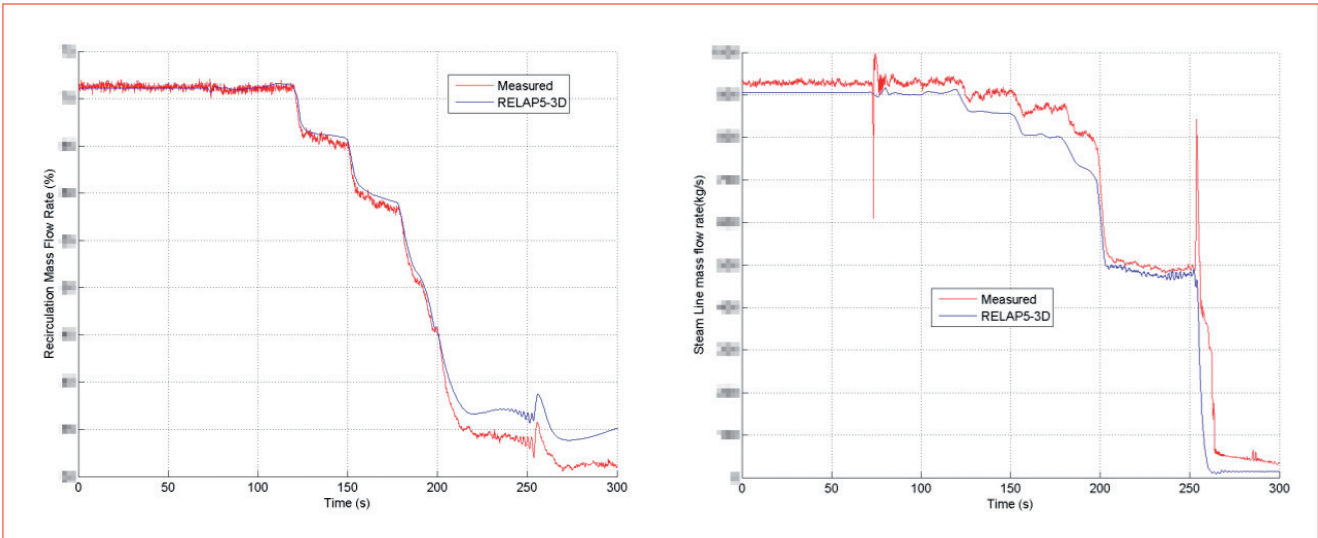 Recirculation Mass Flow Rate (%)
Measured
RELAP5-3D
0 50 100 150 200 250 300
Time (s)
Steam Line mass flow rate(kg/s)
Measured
RELAP5-3D
0 50 100 150 200 250 300
Time (s)